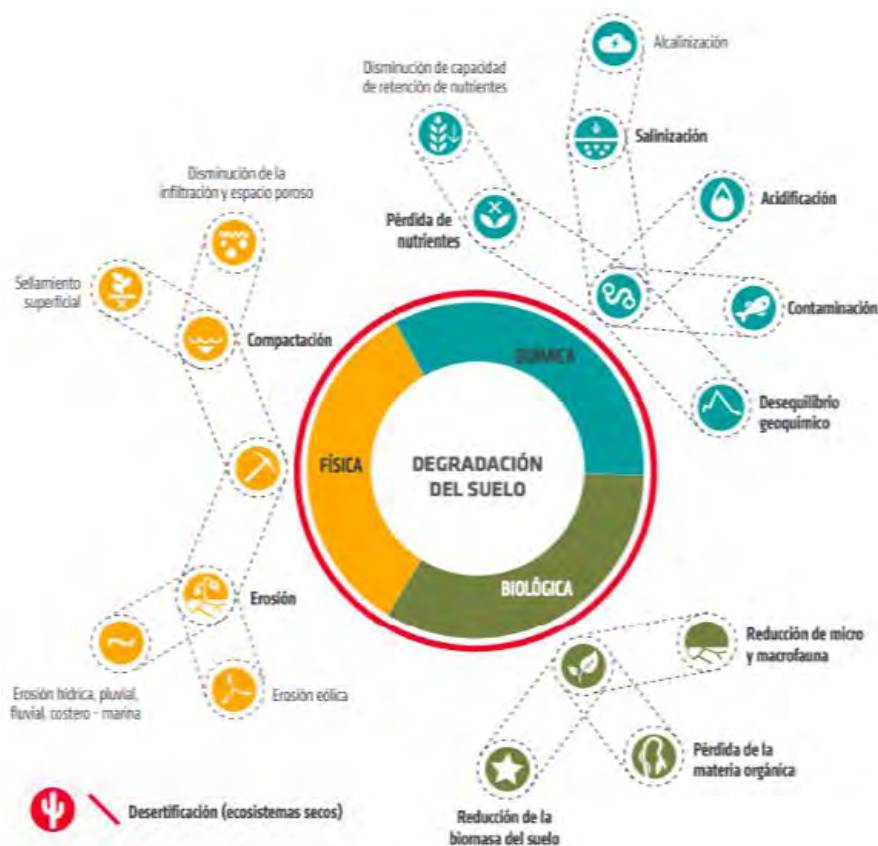 Alcalinización
Disminución de capacidad
de retención de nutrientes
Salinización
Disminución de la
infiltración y espacio poroso
Acidificación
Pérdida de
nutrientes
Sellamiento
superficial
Compactación
Contaminación
QUÍMICA
Desequilibrio
geoquímico
FÍSICA
DEGRADACIÓN
DEL SUELO
BIOLÓGICA
Erosión
Reducción de micro
y macrofauna
Erosión hídrica, pluvial,
fluvial, costero - marina
Erosión eólica
Pérdida de la
materia orgánica
Desertificación (ecosistemas secos)
Reducción de la
biomasa del suelo